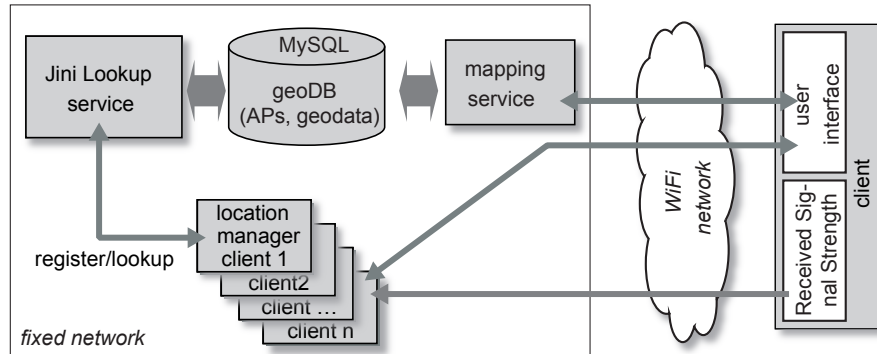 Jini Lookup
service
MySQL
geoDB
(APs, geodata)
mapping
service
user
interface
client
Received Sig-
nal Strength
WiFi
network
location
manager
client 1
client2
client ...
client n
register/lookup
fixed network